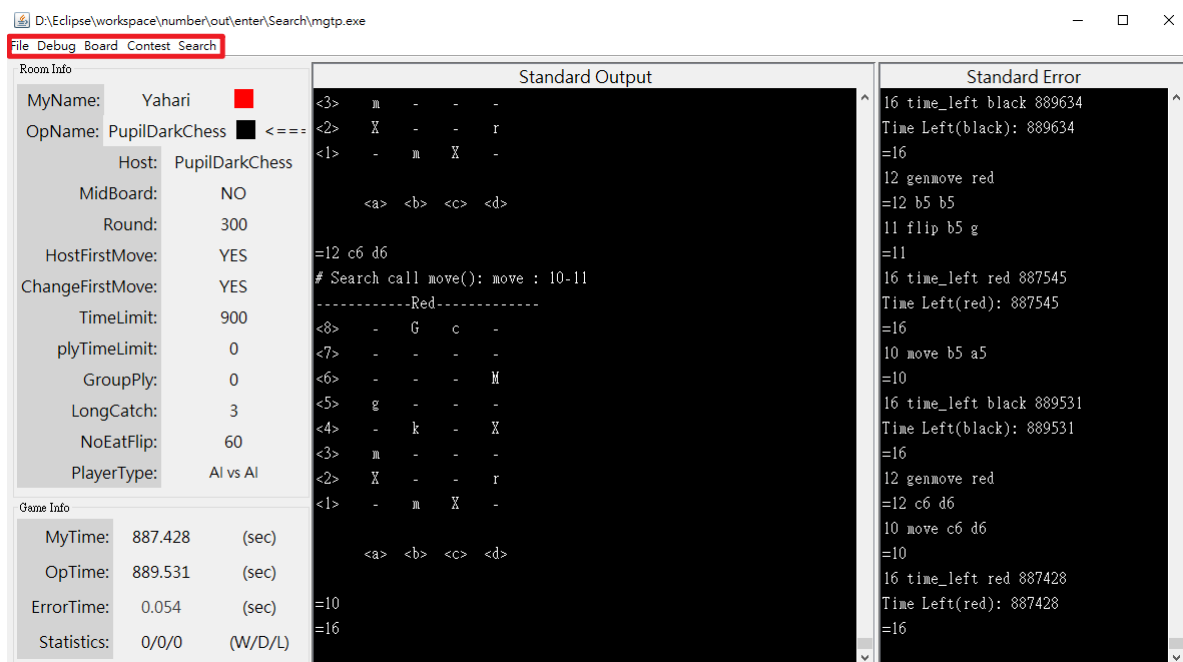 D:\Eclipse\workspace\number\out\enter\Search\mgtp.exe
File Debug Board Contest Search
Room Info
MyName: Yahari
OpName: PupilDarkChess <===
Host: PupilDarkChess
MidBoard: NO
Round: 300
HostFirstMove: YES
ChangeFirstMove: YES
TimeLimit: 900
plyTimeLimit: 0
GroupPly: 0
LongCatch: 3
NoEatFlip: 60
PlayerType: AI vs AI
Game Info
MyTime: 887.428 (sec)
OpTime: 889.531 (sec)
ErrorTime: 0.054 (sec)
Statistics: 0/0/0 (W/D/L)
Standard Output
<3> m - - -
<2> X - - r
<1> - m X -
<a> <b> <c> <d>
=12 c6 d6
# Search call move(): move : 10-11
------------Red-------------
<8> - G c -
<7> - - - -
<6> - - - M
<5> g - - -
<4> - k - X
<3> m - - -
<2> X - - r
<1> - m X -
<a> <b> <c> <d>
=10
=16
Standard Error
16 time_left black 889634
Time Left(black): 889634
=16
12 genmove red
=12 b5 b5
11 flip b5 g
=11
16 time_left red 887545
Time Left(red): 887545
=16
10 move b5 a5
=10
16 time_left black 889531
Time Left(black): 889531
=16
12 genmove red
=12 c6 d6
10 move c6 d6
=10
16 time_left red 887428
Time Left(red): 887428
=16